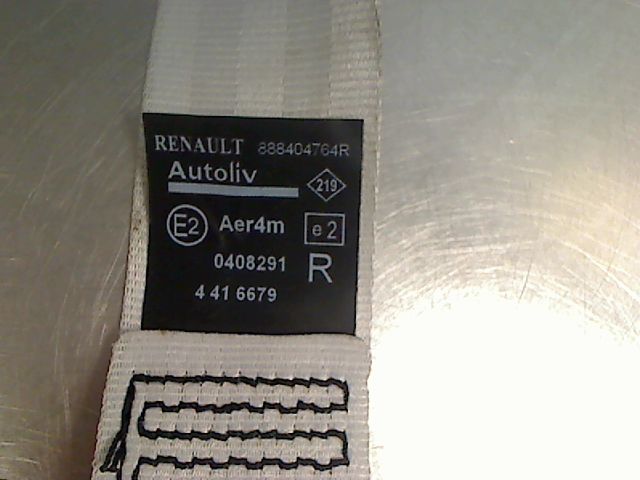 RENAULT 888404764R
Autoliv
219
E2 Aer4m e2
0408291 R
4 41 6679